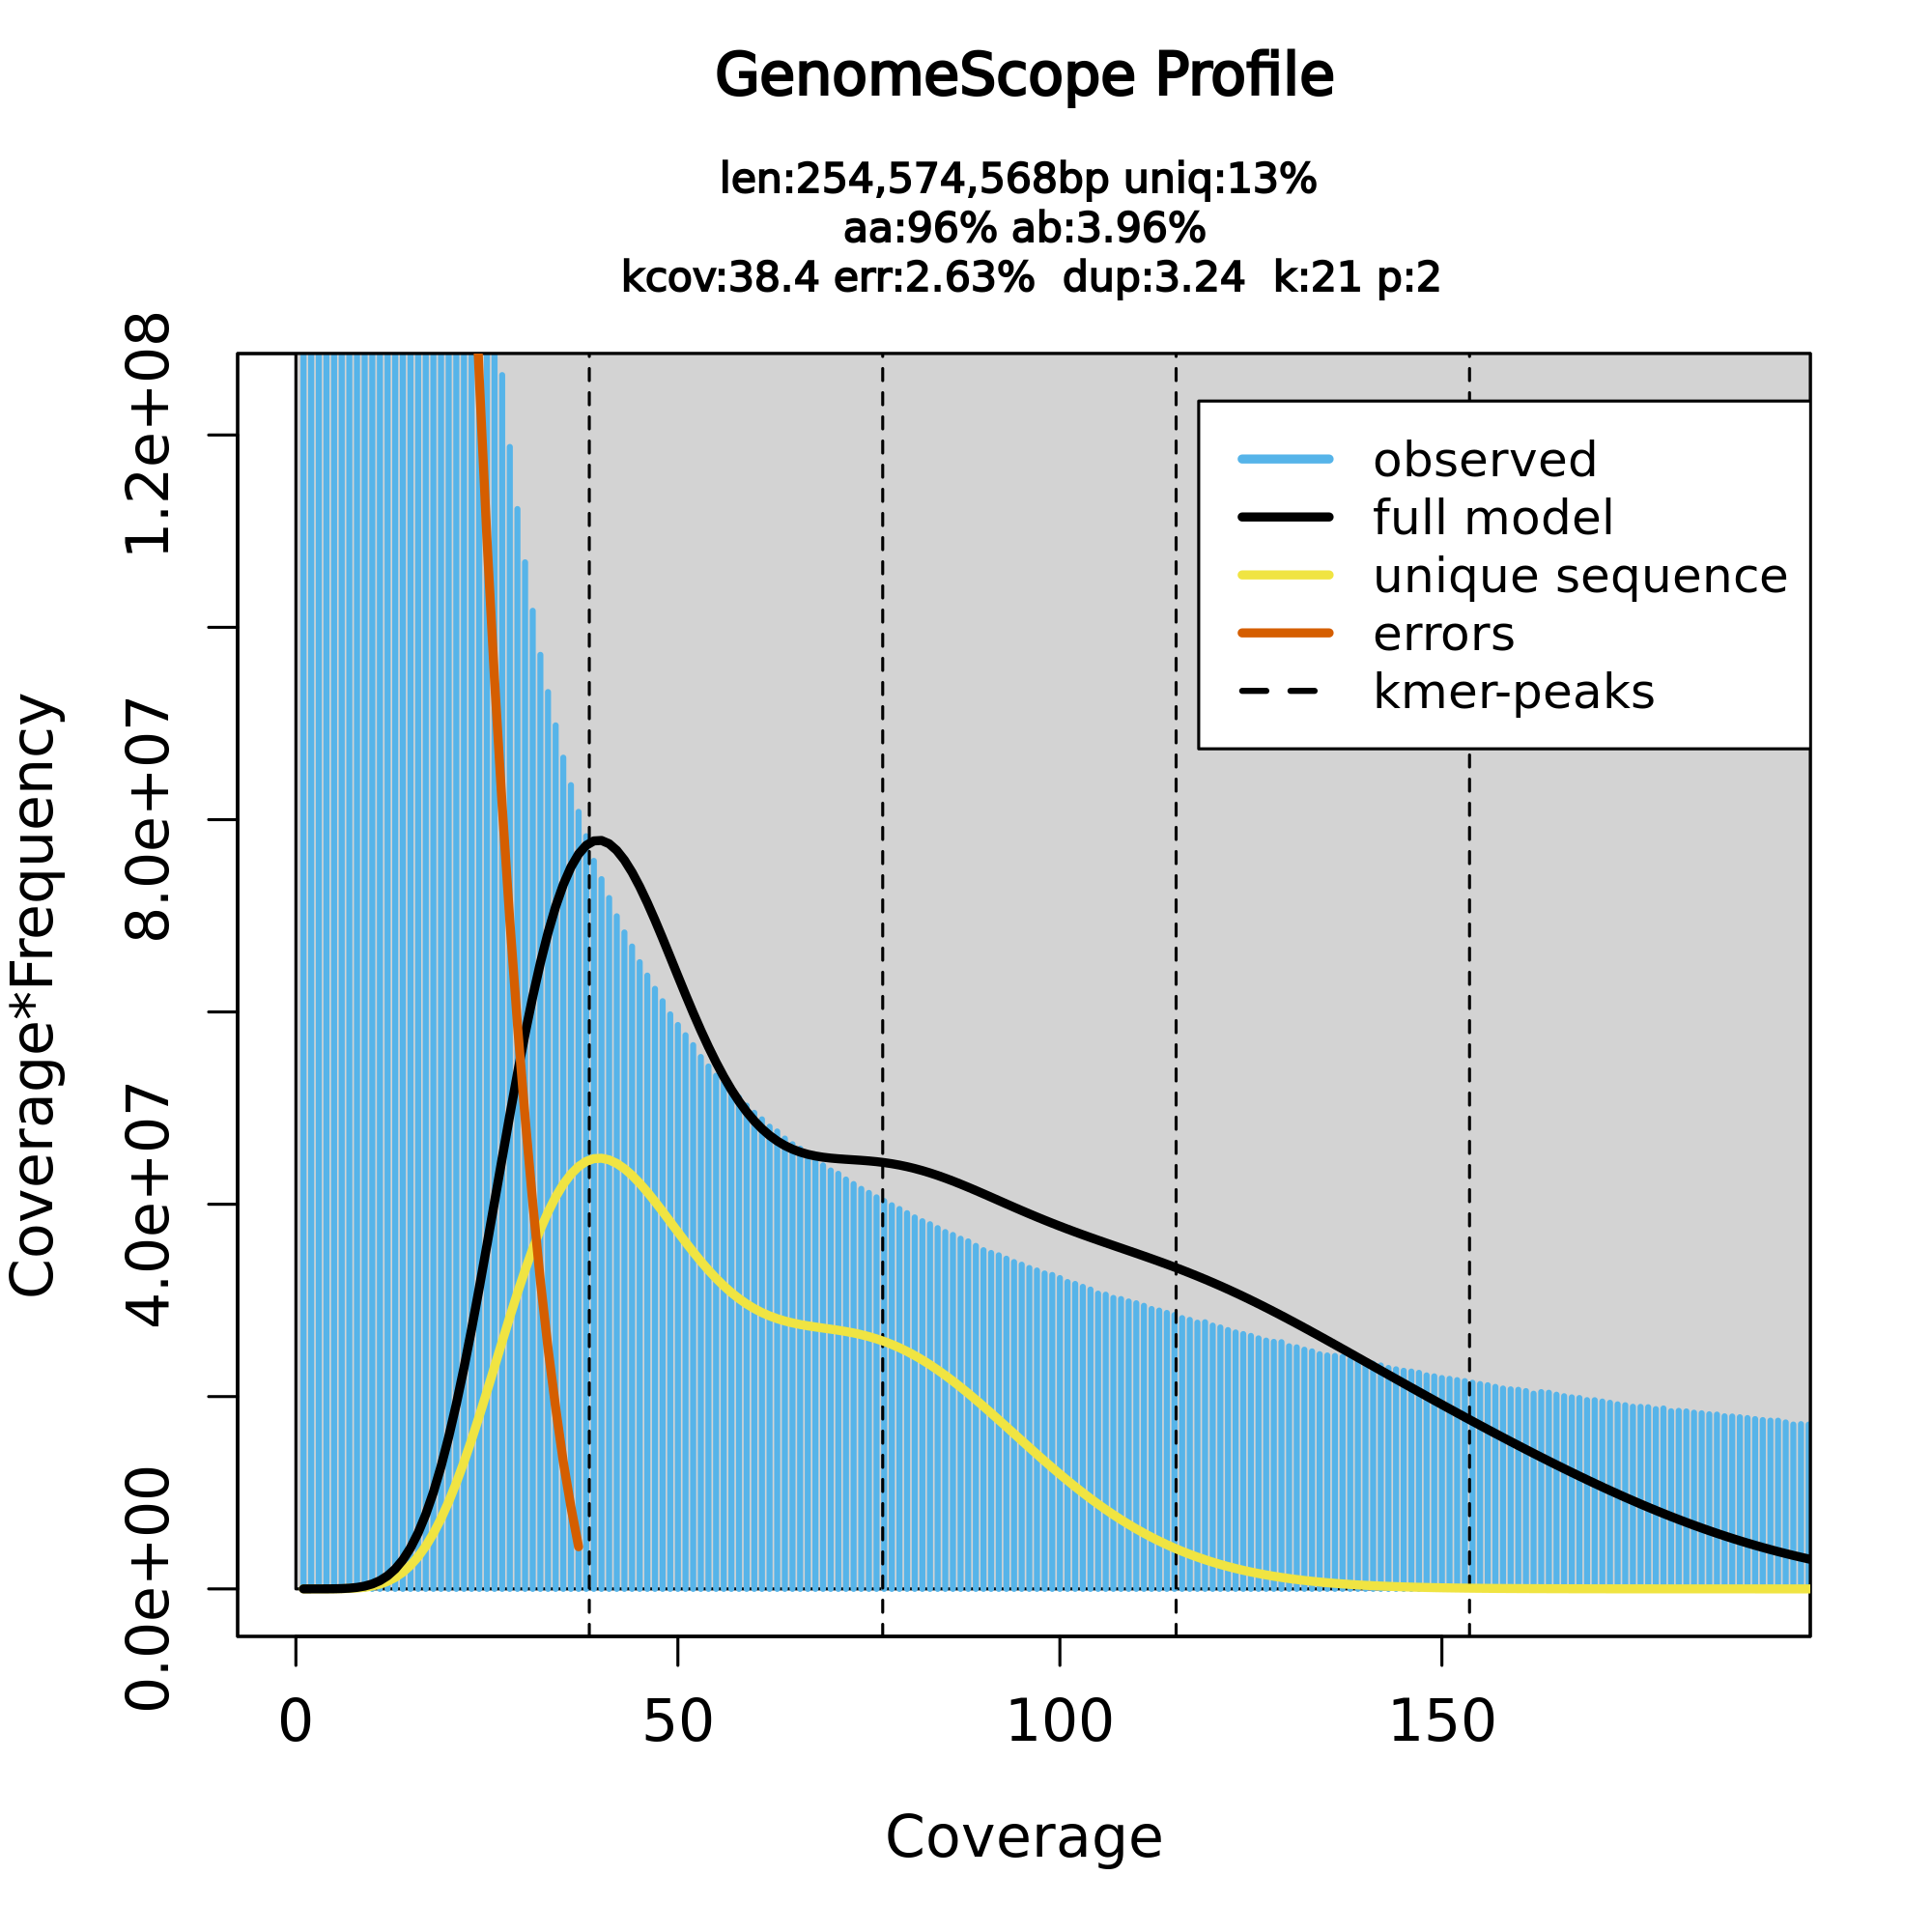 GenomeScope Profile
len:254,574,568bp uniq:13%
aa:96% ab:3.96%
kcov:38.4 err:2.63% dup:3.24 k:21 p:2
observed
full model
unique sequence
errors
kmer-peaks
Coverage*Frequency
1.2e+08
8.0e+07
4.0e+07
0.0e+00
0 50 100 150
Coverage